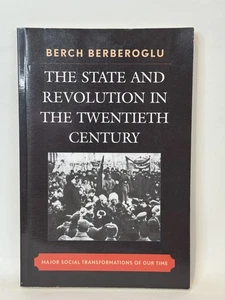 BERCH BERBEROGLU
THE STATE AND
REVOLUTION IN
THE TWENTIETH
CENTURY
MAJOR SOCIAL TRANSFORMATIONS OF OUR TIME